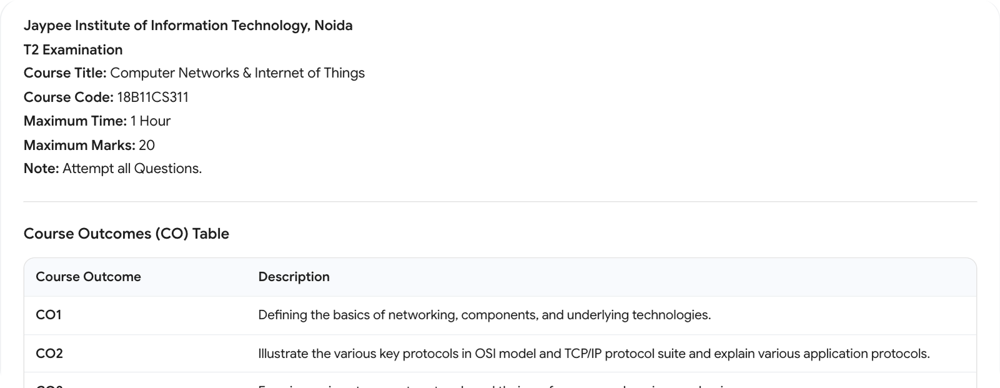 Jaypee Institute of Information Technology, Noida
T2 Examination
Course Title: Computer Networks & Internet of Things
Course Code: 18B11CS311
Maximum Time: 1 Hour
Maximum Marks: 20
Note: Attempt all Questions.
Course Outcomes (CO) Table
Course Outcome Description
CO1 Defining the basics of networking, components, and underlying technologies.
CO2 Illustrate the various key protocols in OSI model and TCP/IP protocol suite and explain various application protocols.